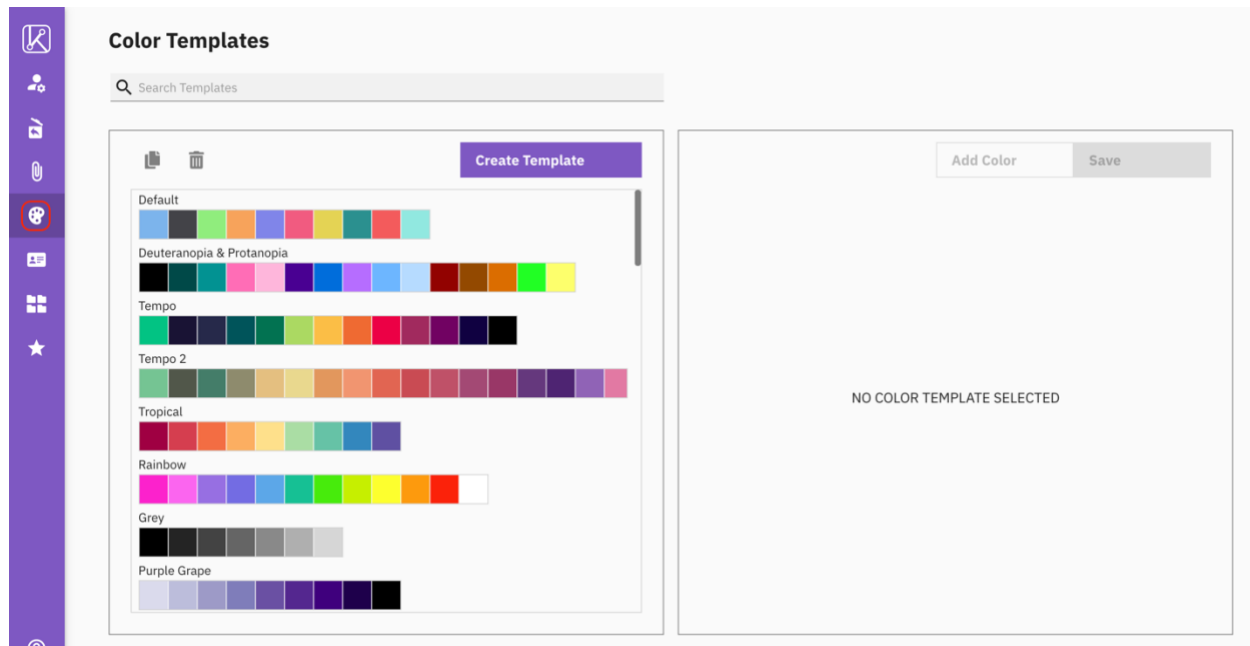 Color Templates
Search Templates
Create Template
Default
Deuteranopia & Protanopia
Tempo
Tempo 2
Tropical
Rainbow
Grey
Purple Grape
Add Color
Save
NO COLOR TEMPLATE SELECTED